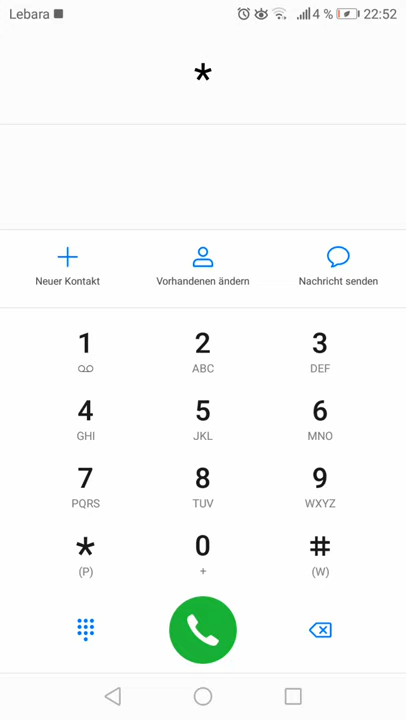 Lebara 4 % 22:52
*
Neuer Kontakt Vorhandenen ändern Nachricht senden
1 2 3
ABC DEF
4 5 6
GHI JKL MNO
7 8 9
PQRS TUV WXYZ
* 0 #
(P) + (W)